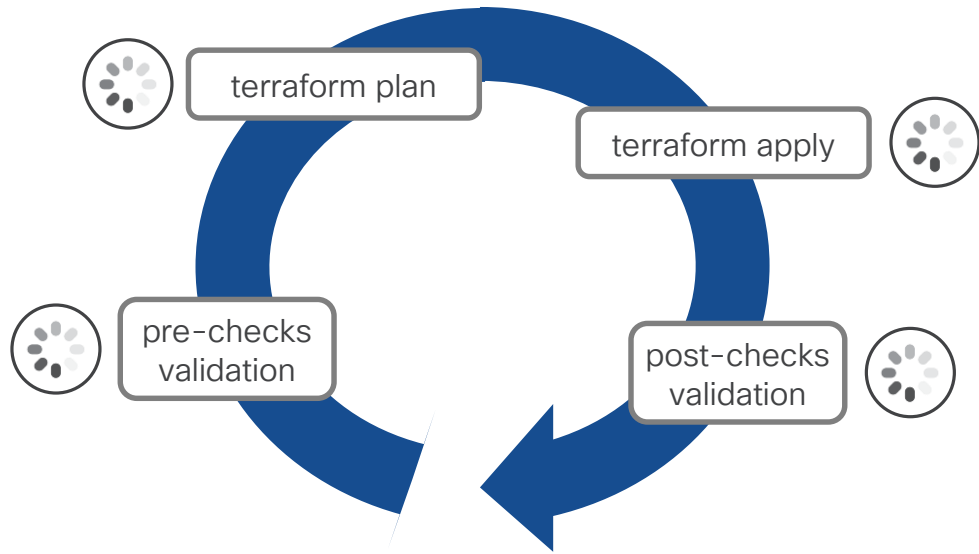 terraform plan
terraform apply
pre-checks
validation
post-checks
validation